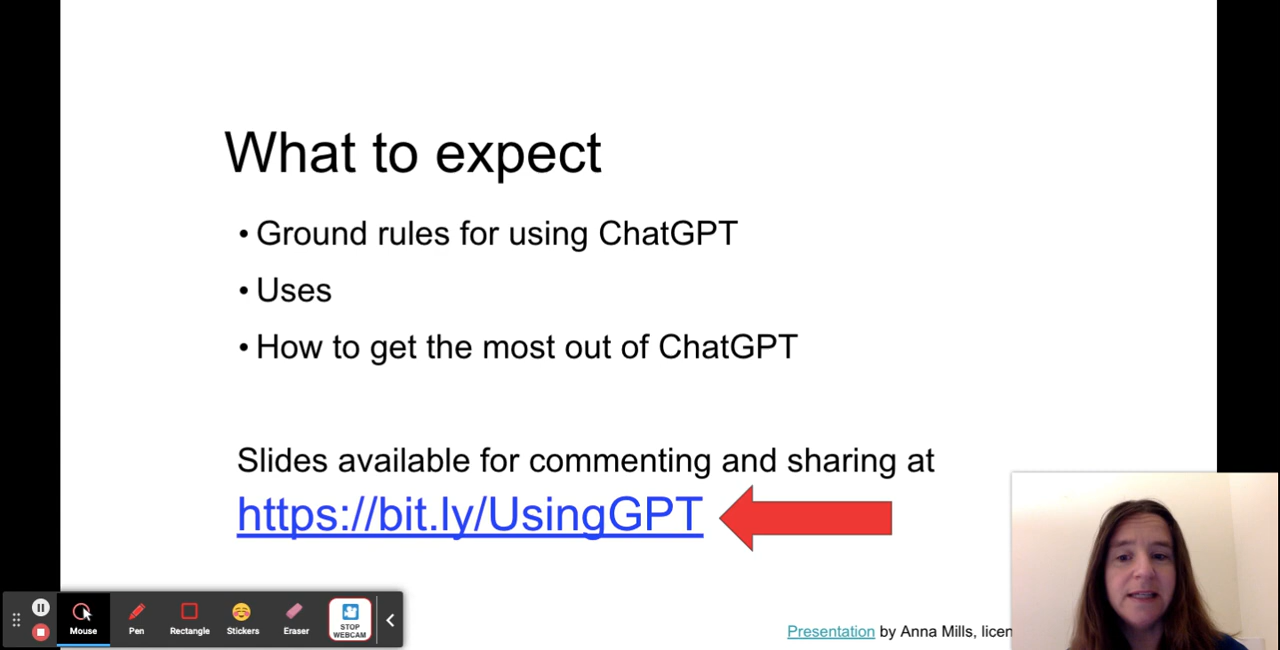 What to expect
• Ground rules for using ChatGPT
• Uses
• How to get the most out of ChatGPT
Slides available for commenting and sharing at
https://bit.ly/UsingGPT
Mouse
Pen
Rectangle
Stickers
Eraser
STOP
WEBCAM
Presentation by Anna Mills, licen